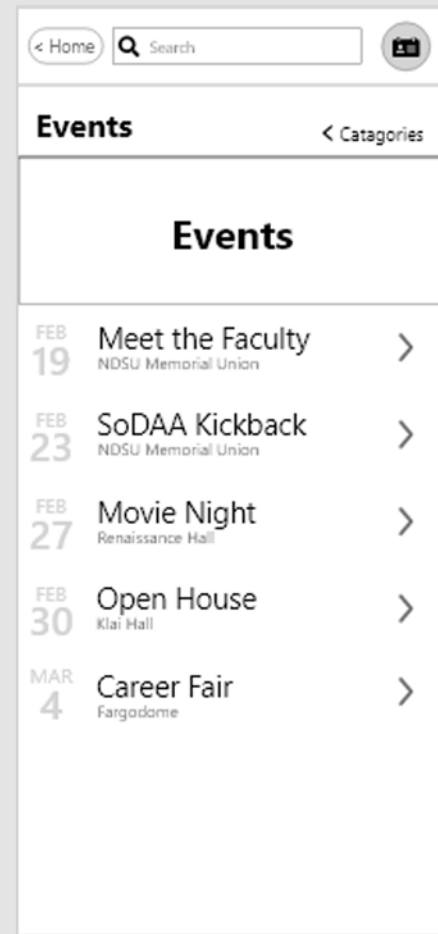 < Home
Search
Events
< Catagories
Events
FEB
19
Meet the Faculty
NDSU Memorial Union
FEB
23
SoDAA Kickback
NDSU Memorial Union
FEB
27
Movie Night
Renaissance Hall
FEB
30
Open House
Klai Hall
MAR
4
Career Fair
Fargodome